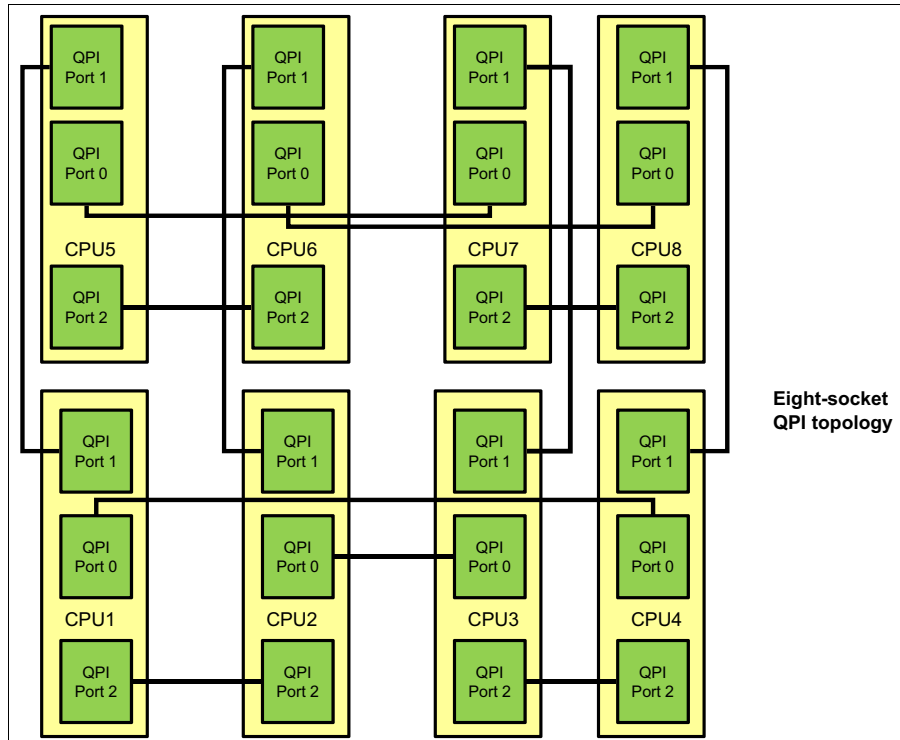 QPI
Port 1
QPI
Port 1
QPI
Port 1
QPI
Port 1
QPI
Port 0
QPI
Port 0
QPI
Port 0
QPI
Port 0
CPU5
CPU6
CPU7
CPU8
QPI
Port 2
QPI
Port 2
QPI
Port 2
QPI
Port 2
Eight-socket
QPI topology
QPI
Port 1
QPI
Port 1
QPI
Port 1
QPI
Port 1
QPI
Port 0
QPI
Port 0
QPI
Port 0
QPI
Port 0
CPU1
CPU2
CPU3
CPU4
QPI
Port 2
QPI
Port 2
QPI
Port 2
QPI
Port 2